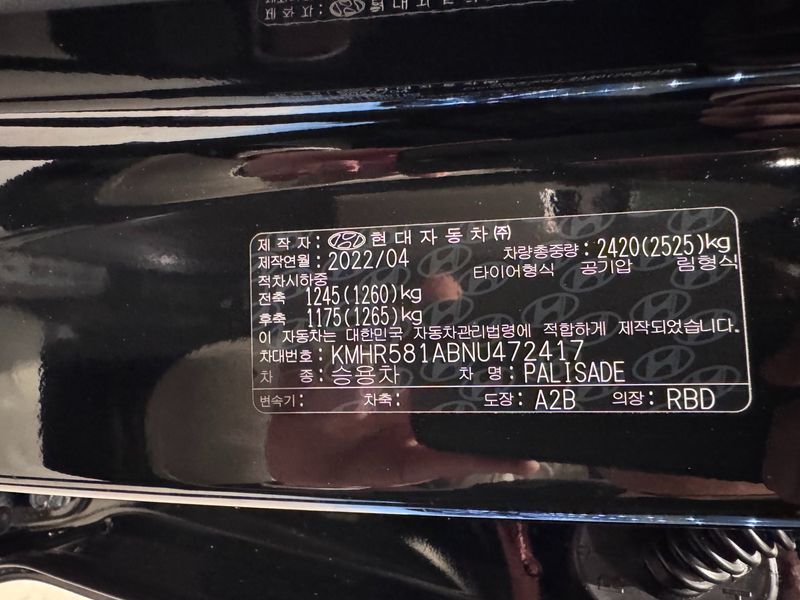 제 작 자 : 현대자동차㈜
제작연월 : 2022/04 차량총중량 : 2420(2525)kg
적차시하중 타이어형식 공기압 림형식
전축 1245(1260)kg
후축 1175(1265)kg
이 자동차는 대한민국 자동차관리법령에 적합하게 제작되었습니다.
차대번호 : KMHR581ABNU472417
차 종 : 승용차 차 명 : PALISADE
변속기 : 차축 : 도장 : A2B 의장 : RBD